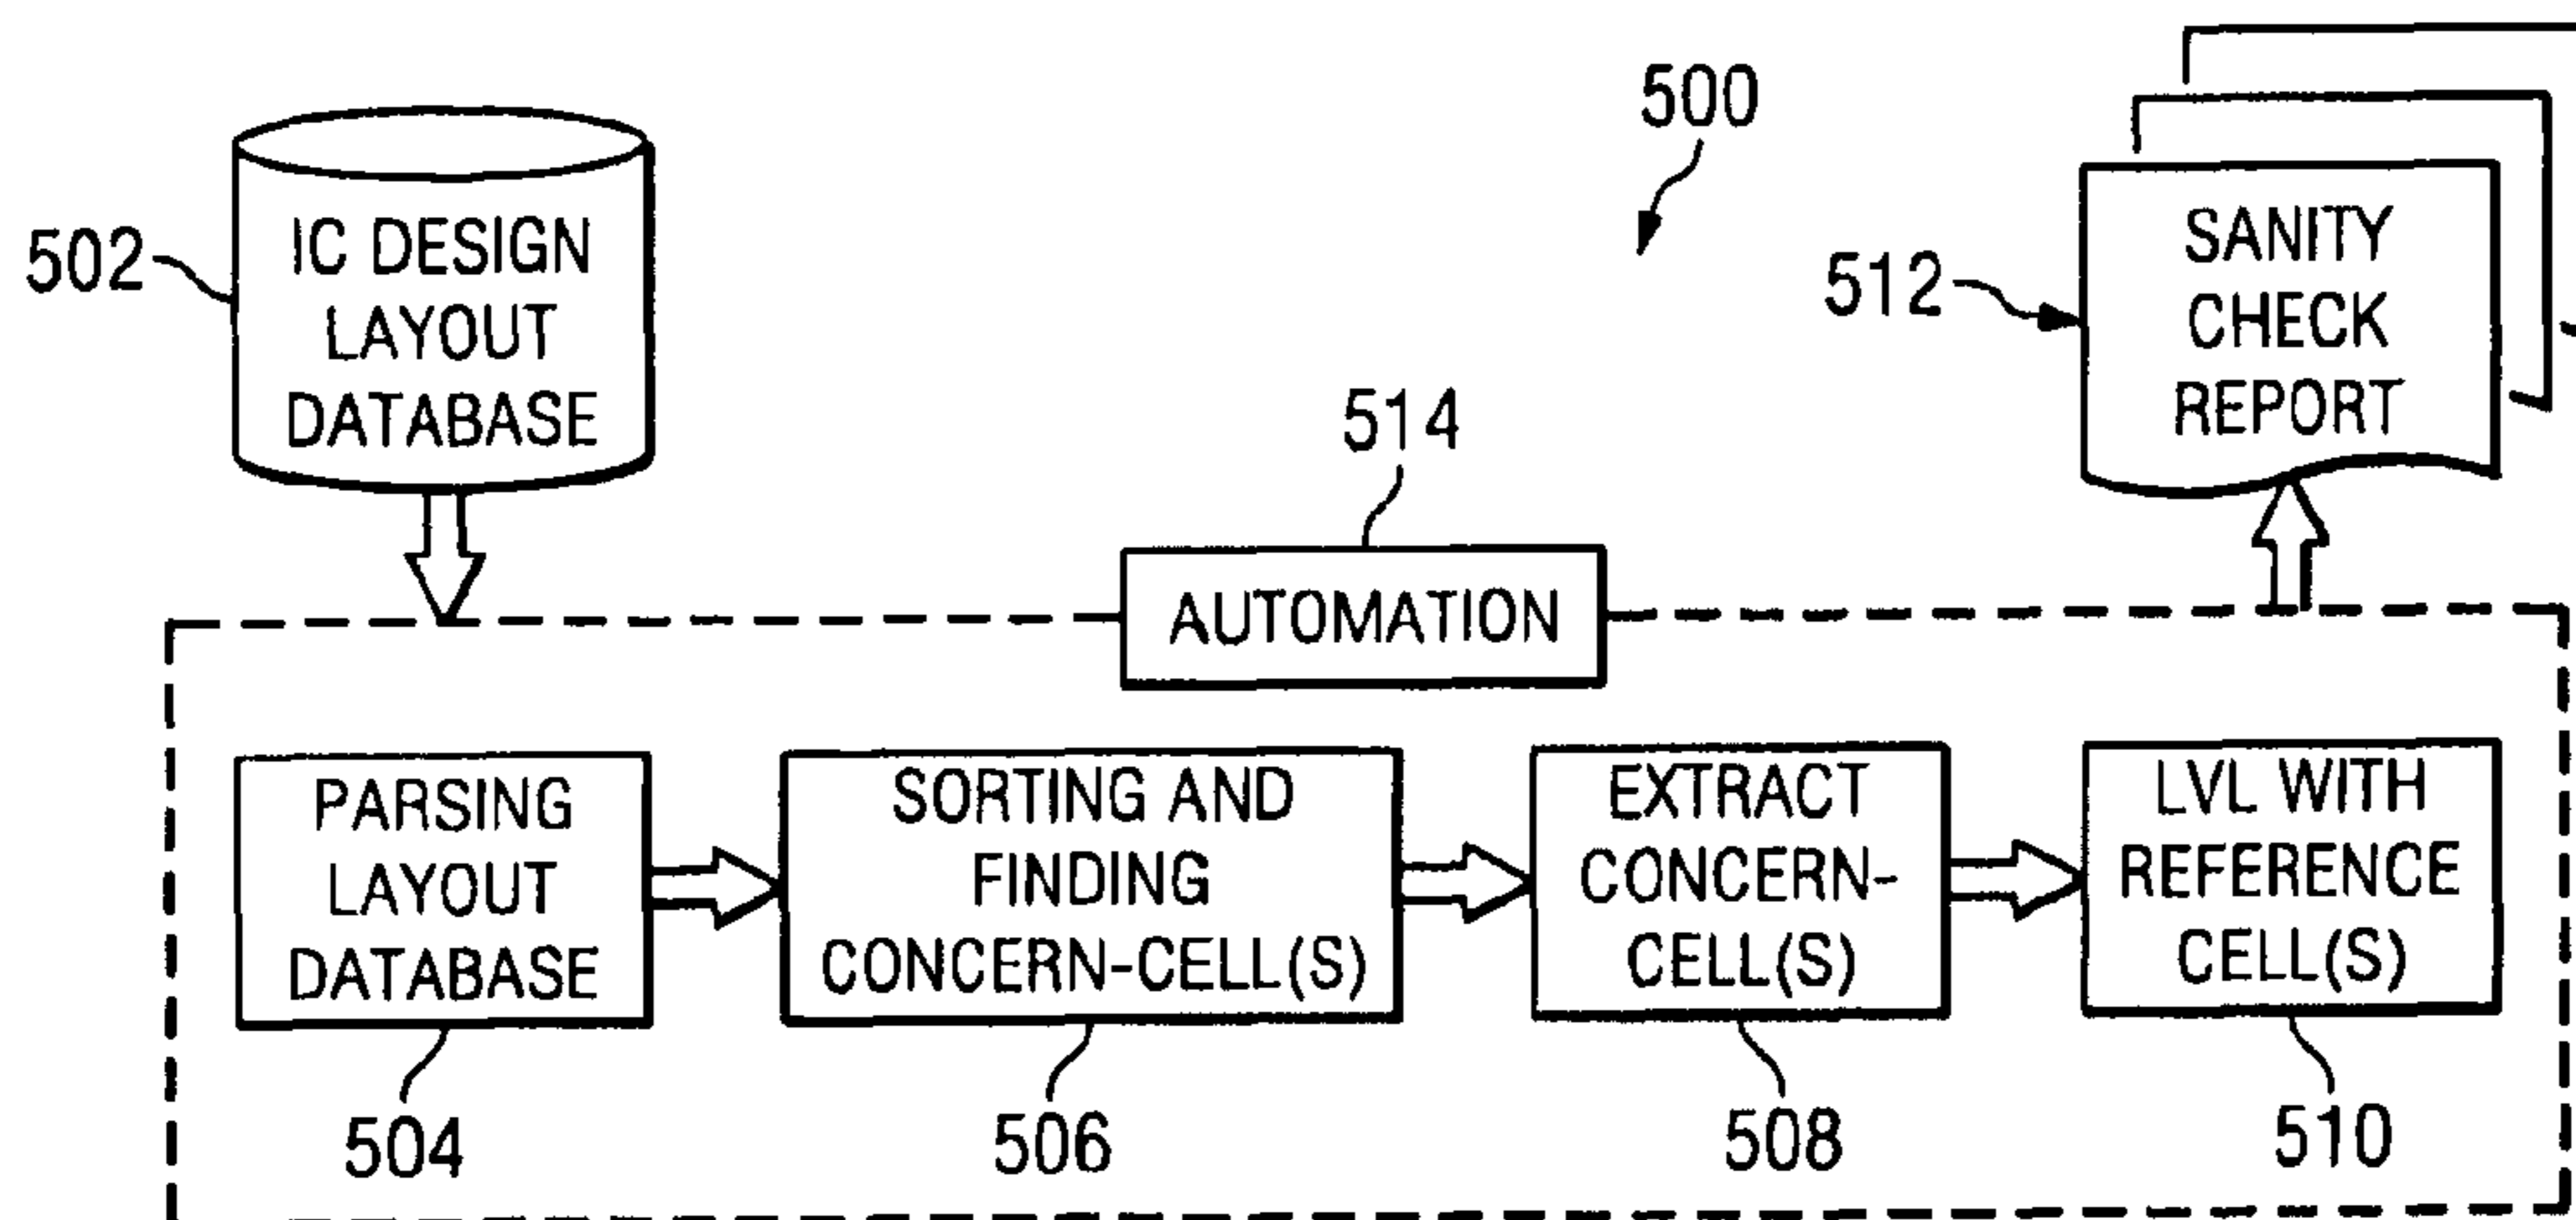 500
502
IC DESIGN
LAYOUT
DATABASE
512
SANITY
CHECK
REPORT
514
AUTOMATION
PARSING
LAYOUT
DATABASE
504
SORTING AND
FINDING
CONCERN-CELL(S)
506
EXTRACT
CONCERN-
CELL(S)
508
LVL WITH
REFERENCE
CELL(S)
510